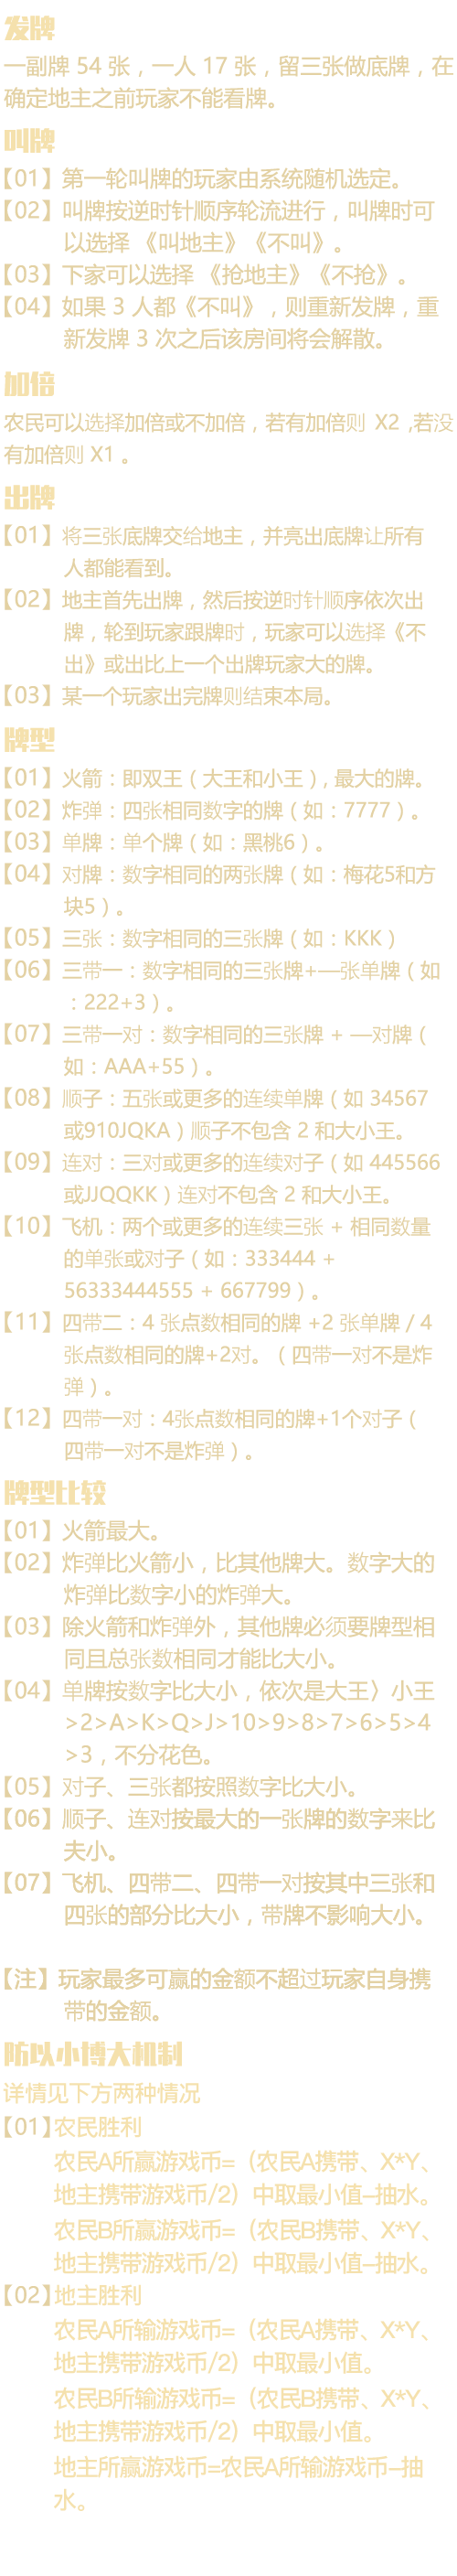 发牌
一副牌 54 张，一人 17 张，留三张做底牌，在
确定地主之前玩家不能看牌。
叫牌
【01】第一轮叫牌的玩家由系统随机选定。
【02】叫牌按逆时针顺序轮流进行，叫牌时可
以选择 《叫地主》《不叫》。
【03】下家可以选择 《抢地主》《不抢》。
【04】如果 3 人都《不叫》，则重新发牌，重
新发牌 3 次之后该房间将会解散。
加倍
农民可以选择加倍或不加倍，若有加倍则 X2 ,若没
有加倍则 X1 。
出牌
【01】将三张底牌交给地主，并亮出底牌让所有
人都能看到。
【02】地主首先出牌，然后按逆时针顺序依次出
牌，轮到玩家跟牌时，玩家可以选择《不
出》或出比上一个出牌玩家大的牌。
【03】某一个玩家出完牌则结束本局。
牌型
【01】火箭：即双王（大王和小王）, 最大的牌。
【02】炸弹：四张相同数字的牌（如：7777）。
【03】单牌：单个牌（如：黑桃6）。
【04】对牌：数字相同的两张牌（如：梅花5和方
块5）。
【05】三张：数字相同的三张牌（如：KKK）
【06】三带一：数字相同的三张牌+—张单牌（如
：222+3）。
【07】三带一对：数字相同的三张牌 + —对牌（
如：AAA+55）。
【08】顺子：五张或更多的连续单牌（如 34567
或910JQKA）顺子不包含 2 和大小王。
【09】连对：三对或更多的连续对子（如 445566
或JJQQKK）连对不包含 2 和大小王。
【10】飞机：两个或更多的连续三张 + 相同数量
的单张或对子（如：333444 +
56333444555 + 667799）。
【11】四带二：4 张点数相同的牌 +2 张单牌 / 4
张点数相同的牌+2对。（ 四带一对不是炸
弹）。
【12】四带一对：4张点数相同的牌+1个对子（
四带一对不是炸弹）。
牌型比较
【01】火箭最大。
【02】炸弹比火箭小，比其他牌大。数字大的
炸弹比数字小的炸弹大。
【03】除火箭和炸弹外，其他牌必须要牌型相
同且总张数相同才能比大小。
【04】单牌按数字比大小，依次是大王〉小王
>2>A>K>Q>J>10>9>8>7>6>5>4
>3，不分花色。
【05】对子、三张都按照数字比大小。
【06】顺子、连对按最大的一张牌的数字来比
夫小。
【07】飞机、四带二、四带一对按其中三张和
四张的部分比大小，带牌不影响大小。
【注】玩家最多可赢的金额不超过玩家自身携
带的金额。
防以小博大机制
详情见下方两种情况
【01】农民胜利
农民A所赢游戏币=（农民A携带、X*Y、
地主携带游戏币/2）中取最小值–抽水。
农民B所赢游戏币=（农民B携带、X*Y、
地主携带游戏币/2）中取最小值–抽水。
【02】地主胜利
农民A所输游戏币=（农民A携带、X*Y、
地主携带游戏币/2）中取最小值。
农民B所输游戏币=（农民B携带、X*Y、
地主携带游戏币/2）中取最小值。
地主所赢游戏币=农民A所输游戏币–抽
水。